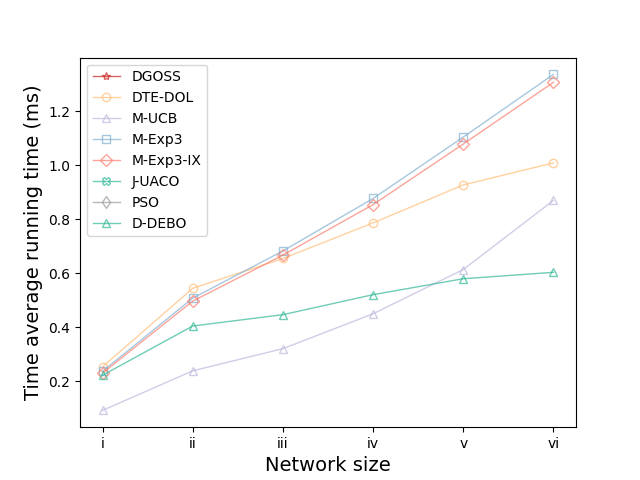 DGOSS
DTE-DOL
M-UCB
M-Exp3
M-Exp3-IX
J-UACO
PSO
D-DEBO
Time average running time (ms)
1.2
1.0
0.8
0.6
0.4
0.2
i ii iii iv v vi
Network size